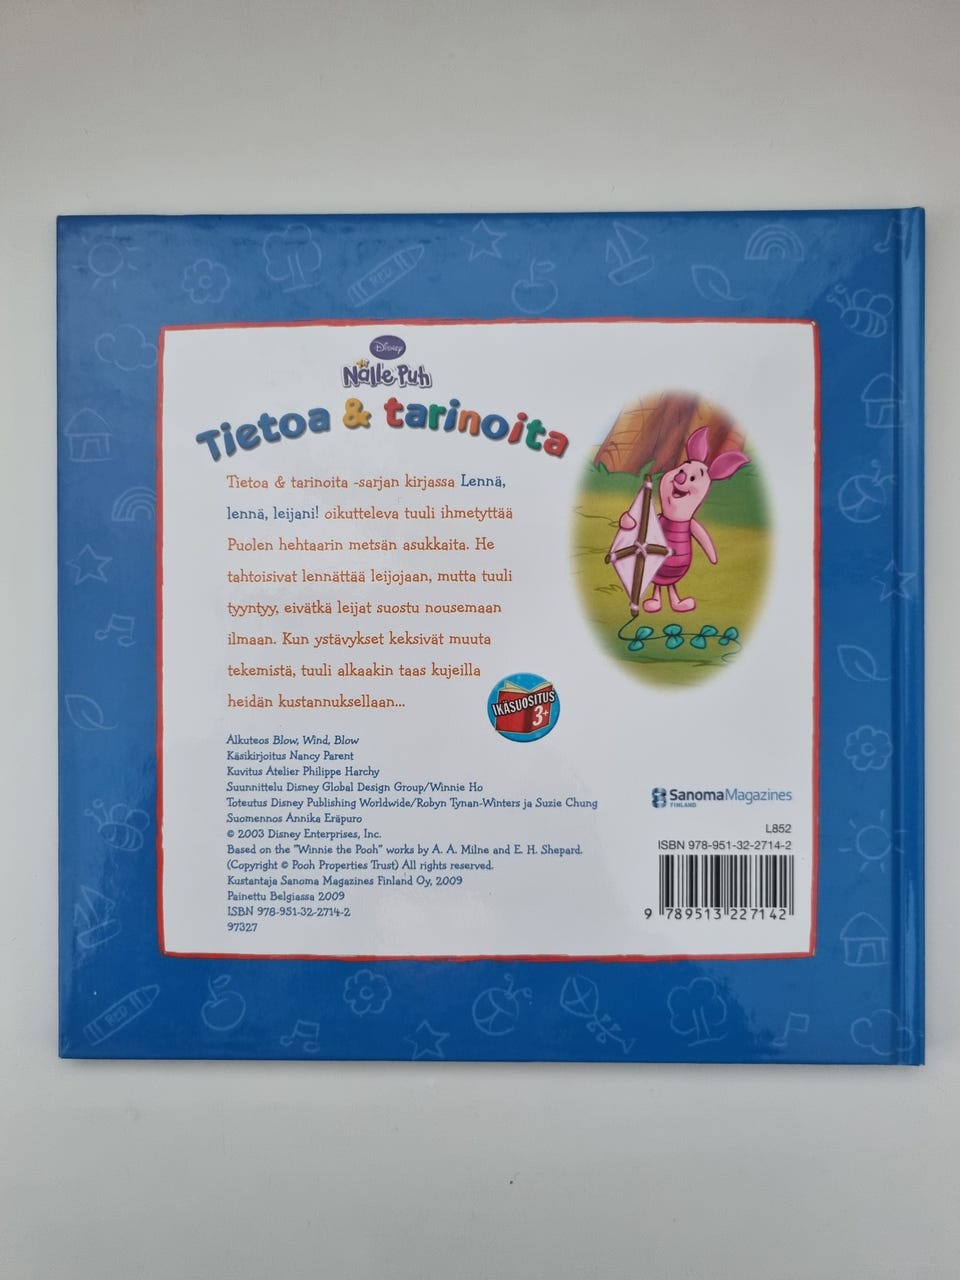 Disney
Nalle Puh
Tietoa & tarinoita
Tietoa & tarinoita -sarjan kirjassa Lennä,
lennä, leijani! oikutteleva tuuli ihmetyttää
Puolen hehtaarin metsän asukkaita. He
tahtoisivat lennättää leijojaan, mutta tuuli
tyyntyy, eivätkä leijat suostu nousemaan
ilmaan. Kun ystävykset keksivät muuta
tekemistä, tuuli alkaakin taas kujeilla
heidän kustannuksellaan...
IKÄSUOSITUS
3+
Alkuteos Blow, Wind, Blow
Käsikirjoitus Nancy Parent
Kuvitus Atelier Philippe Harchy
Suunnittelu Disney Global Design Group/Winnie Ho
Toteutus Disney Publishing Worldwide/Robyn Tynan-Winters ja Suzie Chung
Suomennos Annika Eräpuro
© 2003 Disney Enterprises, Inc.
Based on the "Winnie the Pooh" works by A. A. Milne and E. H. Shepard.
(Copyright © Pooh Properties Trust) All rights reserved.
Kustantaja Sanoma Magazines Finland Oy, 2009
Painettu Belgiassa 2009
ISBN 978-951-32-2714-2
97327
SanomaMagazines
FINLAND
L852
ISBN 978-951-32-2714-2
9 789513 227142
RED
RED